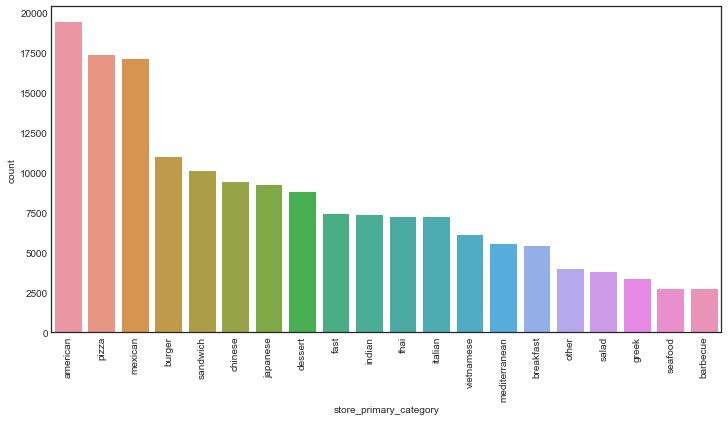 20000
17500
15000
12500
10000
7500
5000
2500
0
count
american
pizza
mexican
burger
sandwich
chinese
japanese
dessert
fast
indian
thai
italian
vietnamese
mediterranean
breakfast
other
salad
greek
seafood
barbecue
store_primary_category